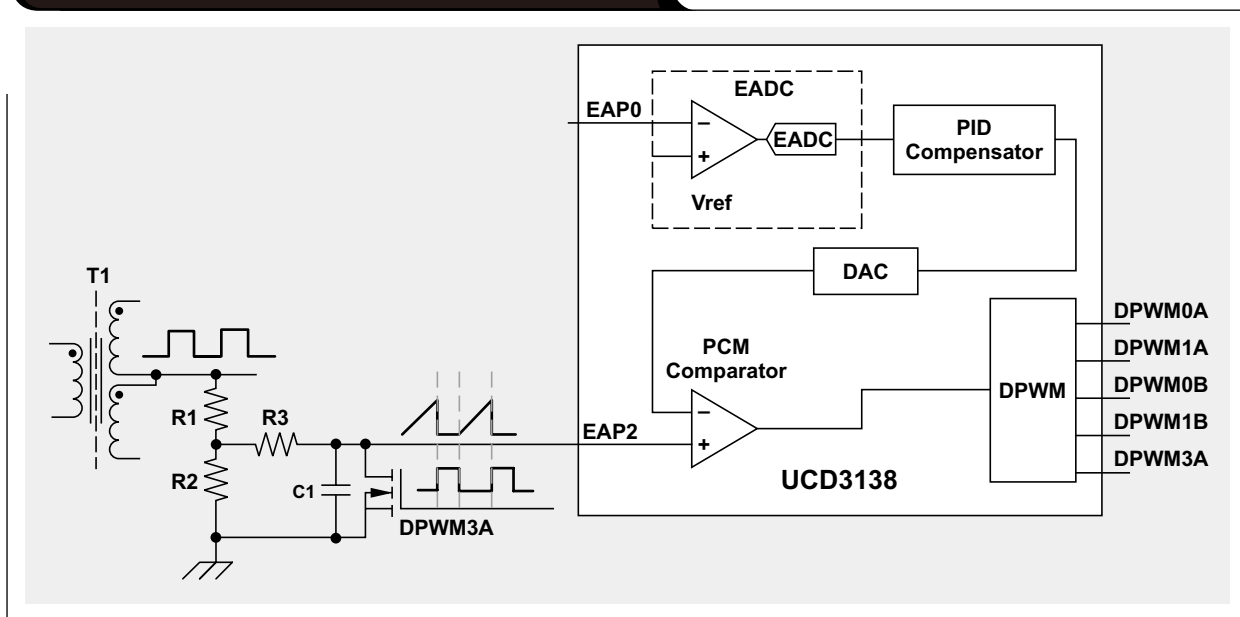 EADC
EAP0
−
EADC
+
Vref
PID
Compensator
DAC
T1
PCM
Comparator
DPWM0A
DPWM1A
DPWM0B
DPWM1B
DPWM3A
DPWM
R1
R3
EAP2
−
+
R2
C1
UCD3138
DPWM3A